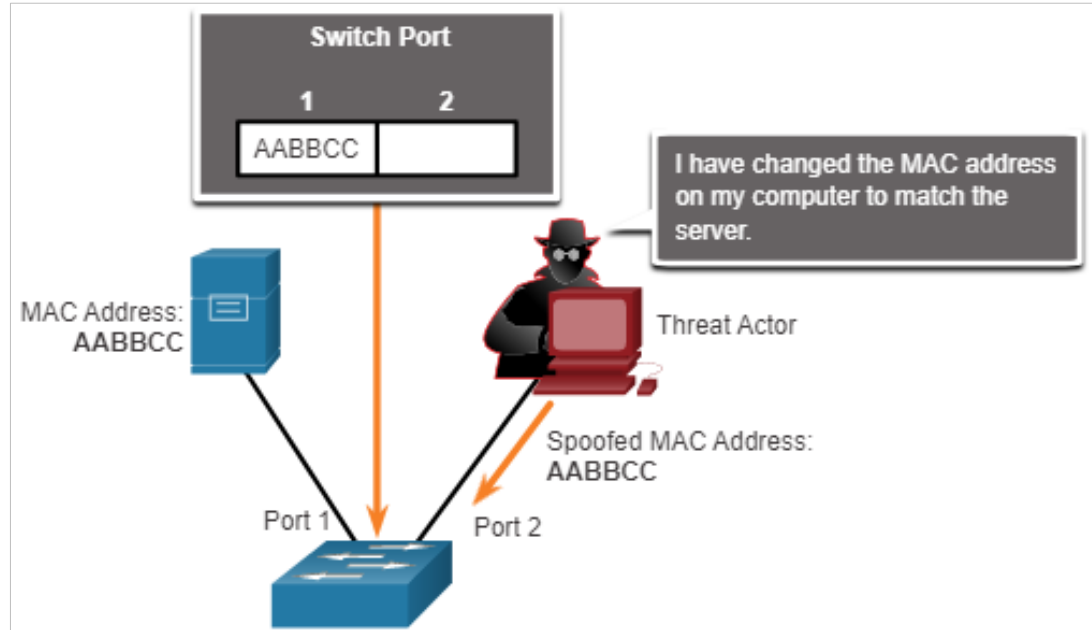 Switch Port
1 2
AABBCC
I have changed the MAC address
on my computer to match the
server.
MAC Address:
AABBCC
Threat Actor
Spoofed MAC Address:
AABBCC
Port 1
Port 2